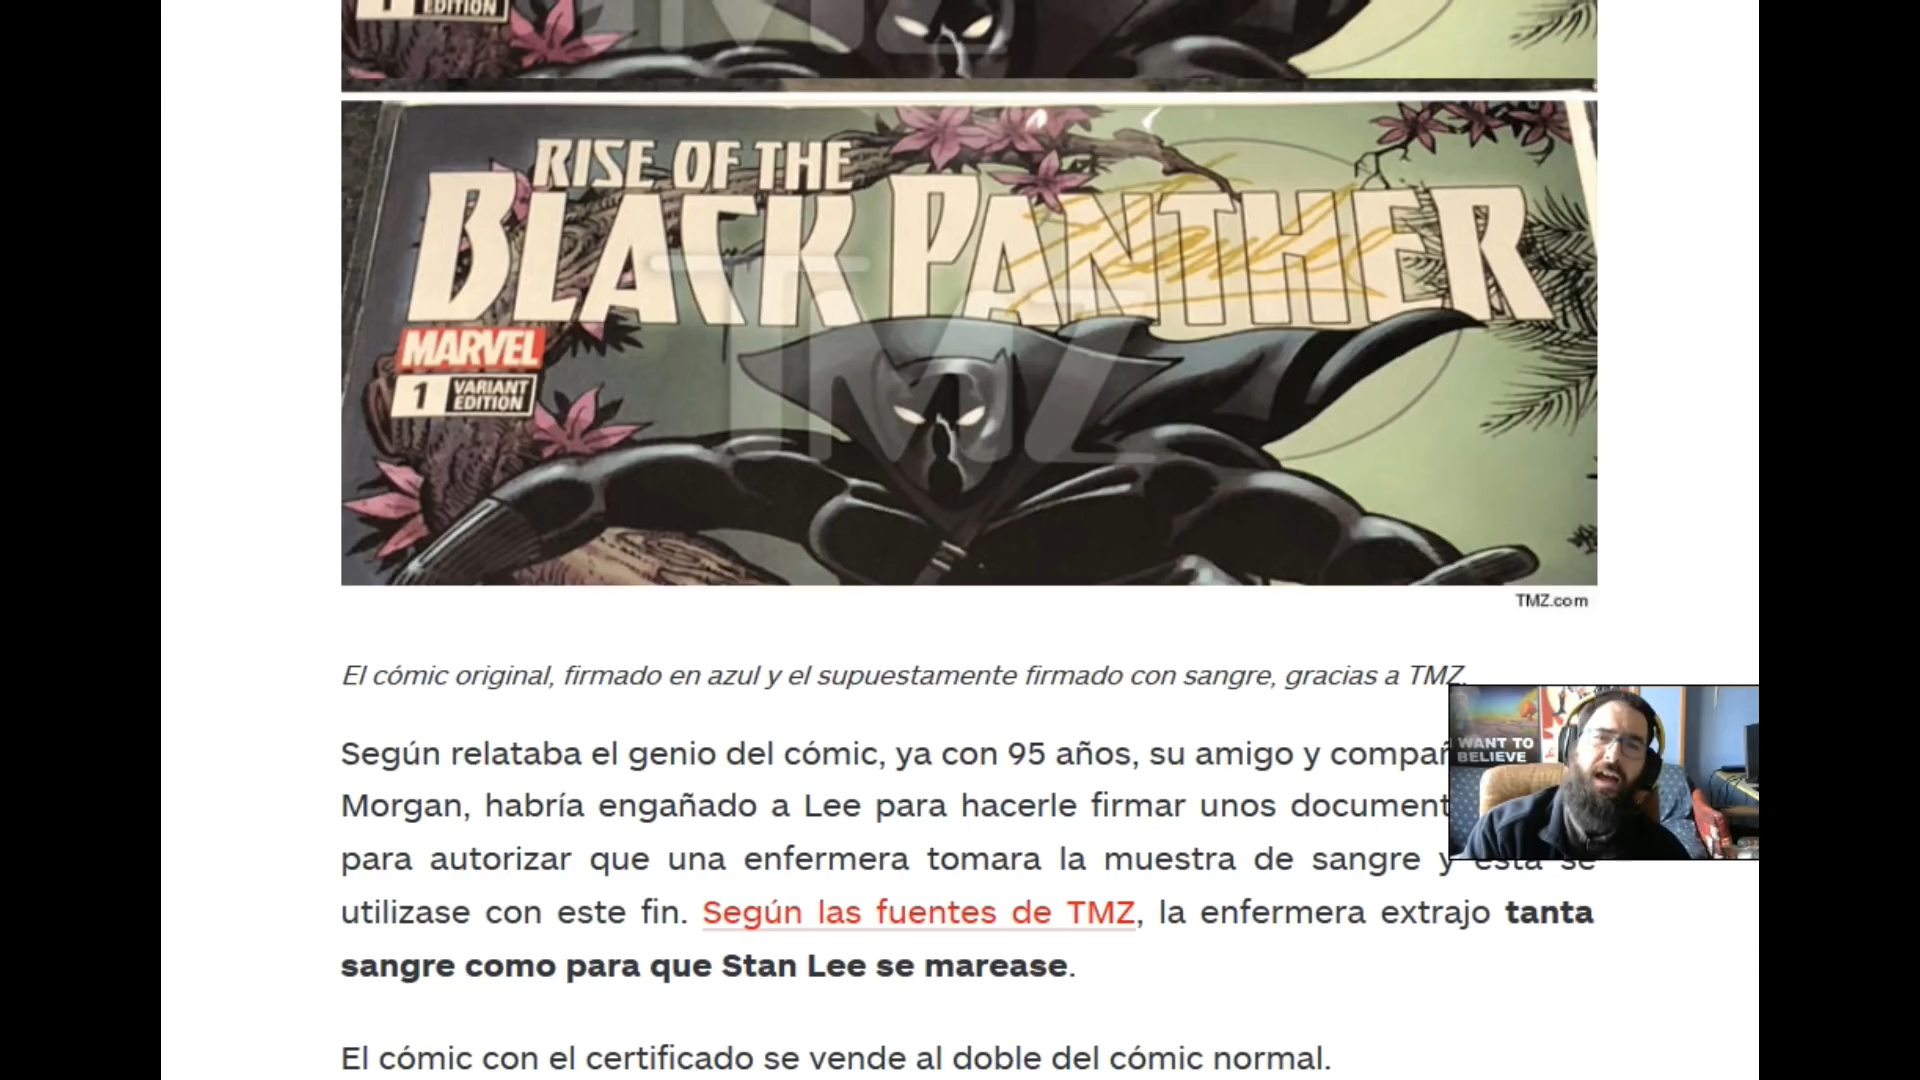 1
EDITION
TMZ
RISE OF THE
BLACK PANTHER
TMZ
MARVEL
1 VARIANT
EDITION
TMZ.com
El cómic original, firmado en azul y el supuestamente firmado con sangre, gracias a TMZ.
Según relataba el genio del cómic, ya con 95 años, su amigo y
Morgan, habría engañado a Lee para hacerle firmar unos
para autorizar que una enfermera tomara la muestra de sangre y esta se
utilizase con este fin. Según las fuentes de TMZ, la enfermera extrajo tanta
sangre como para que Stan Lee se marease.
El cómic con el certificado se vende al doble del cómic normal.
I WANT TO
BELIEVE